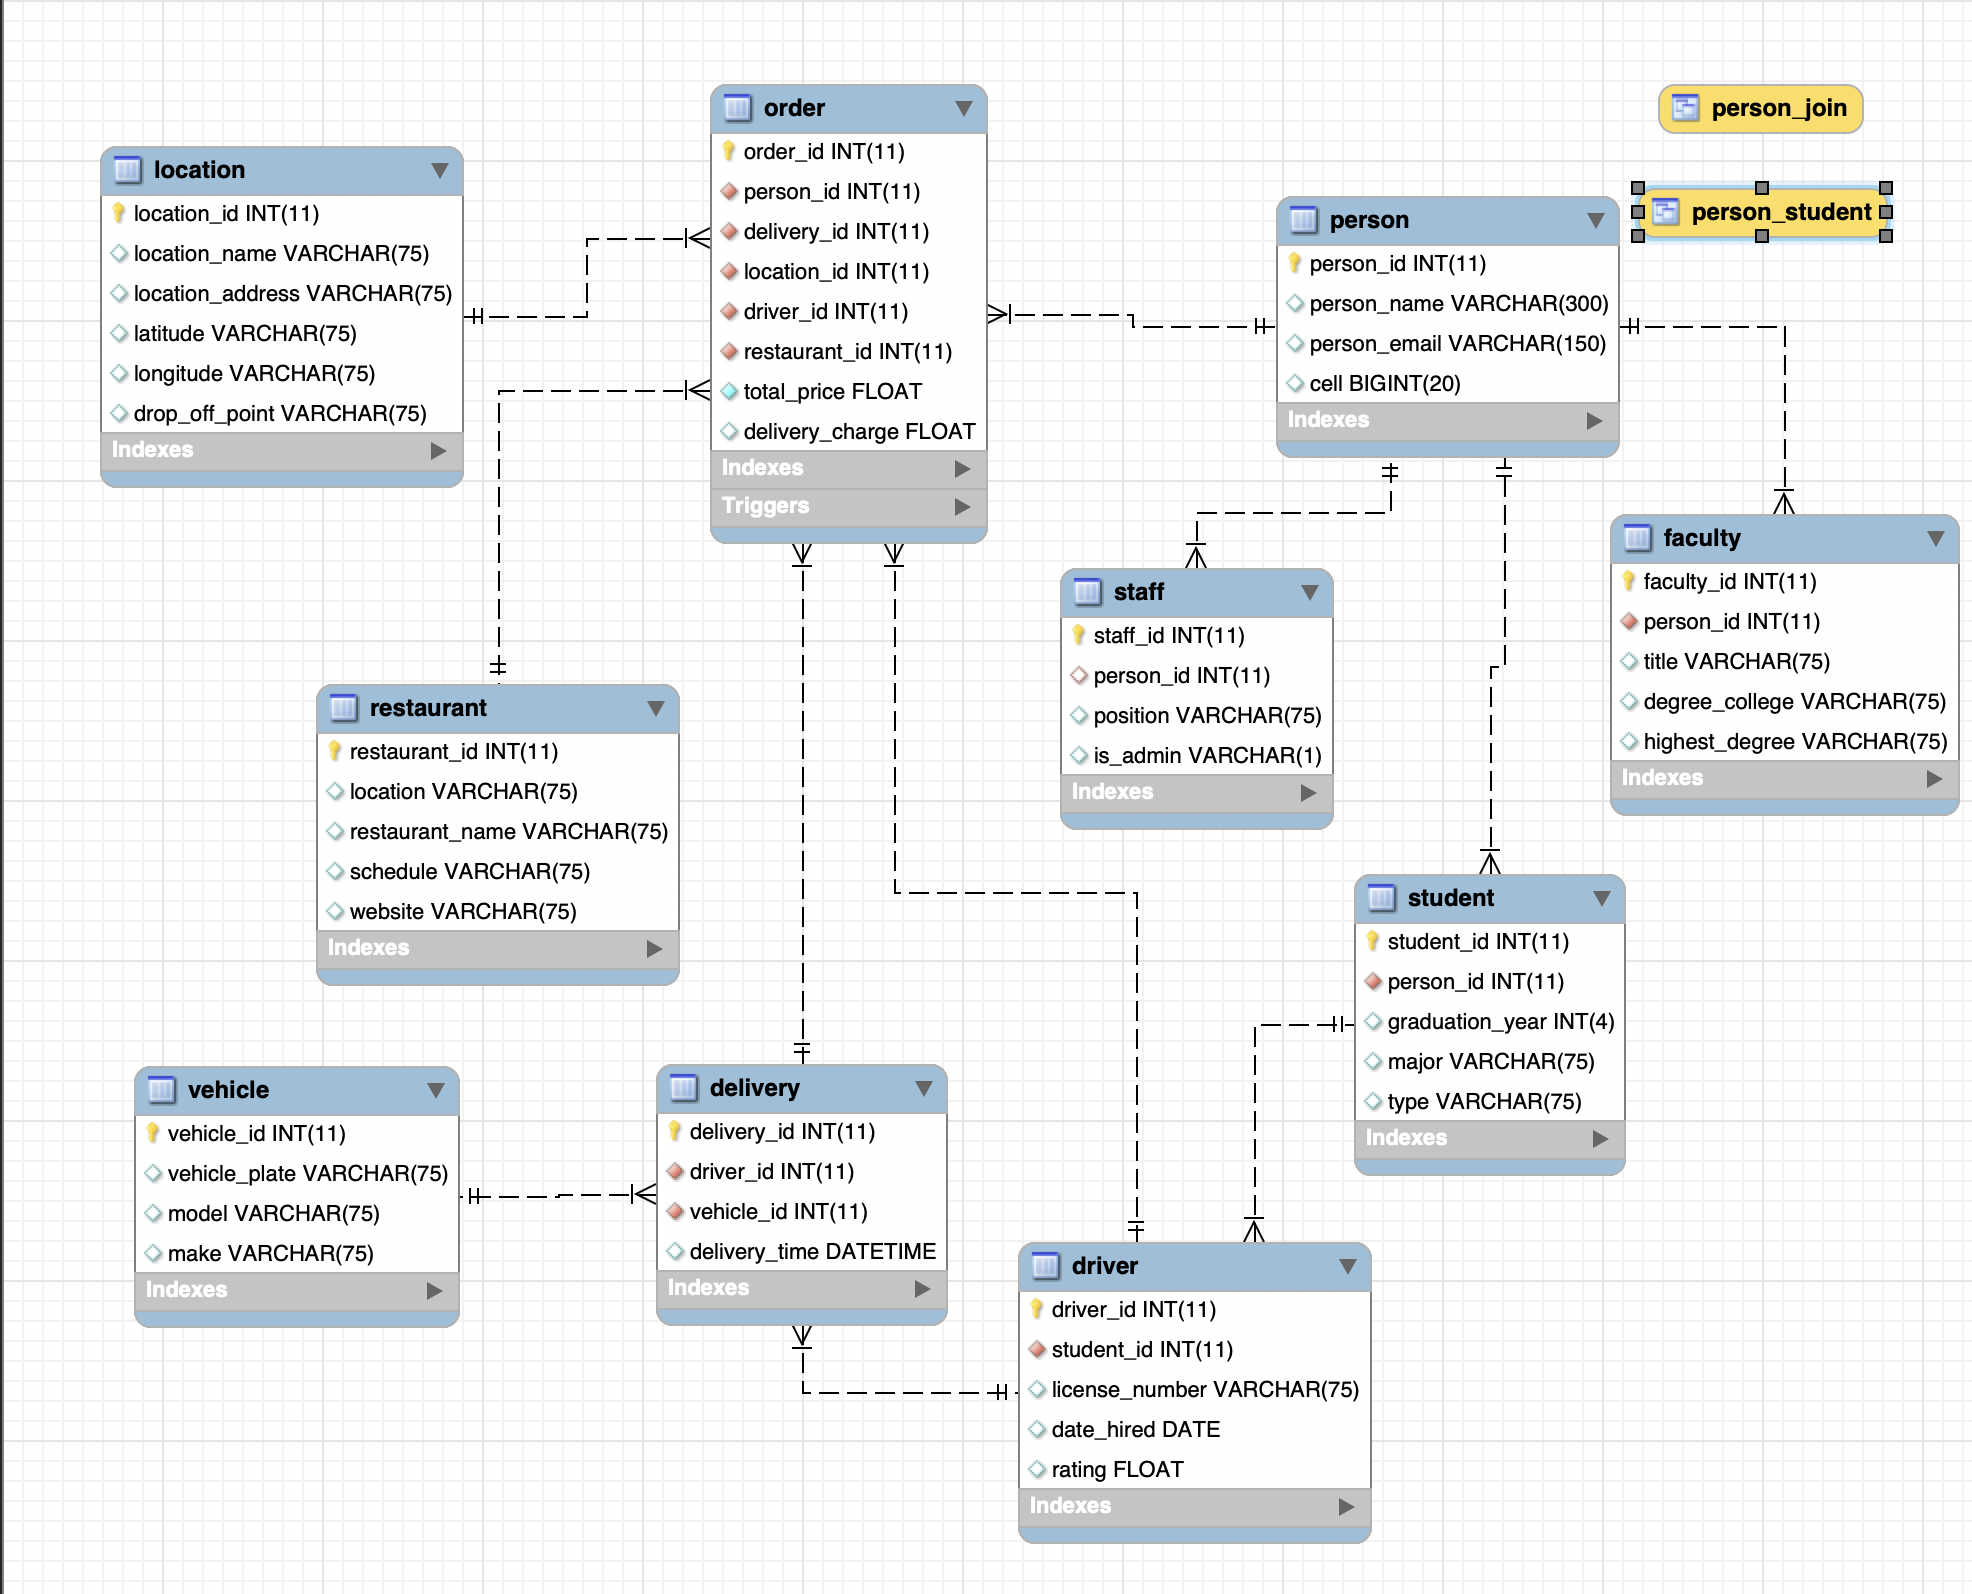 order
order_id INT(11)
person_id INT(11)
delivery_id INT(11)
location_id INT(11)
driver_id INT(11)
restaurant_id INT(11)
total_price FLOAT
delivery_charge FLOAT
Indexes
Triggers
person_join
person_student
location
location_id INT(11)
location_name VARCHAR(75)
location_address VARCHAR(75)
latitude VARCHAR(75)
longitude VARCHAR(75)
drop_off_point VARCHAR(75)
Indexes
person
person_id INT(11)
person_name VARCHAR(300)
person_email VARCHAR(150)
cell BIGINT(20)
Indexes
faculty
faculty_id INT(11)
person_id INT(11)
title VARCHAR(75)
degree_college VARCHAR(75)
highest_degree VARCHAR(75)
Indexes
staff
staff_id INT(11)
person_id INT(11)
position VARCHAR(75)
is_admin VARCHAR(1)
Indexes
restaurant
restaurant_id INT(11)
location VARCHAR(75)
restaurant_name VARCHAR(75)
schedule VARCHAR(75)
website VARCHAR(75)
Indexes
student
student_id INT(11)
person_id INT(11)
graduation_year INT(4)
major VARCHAR(75)
type VARCHAR(75)
Indexes
vehicle
vehicle_id INT(11)
vehicle_plate VARCHAR(75)
model VARCHAR(75)
make VARCHAR(75)
Indexes
delivery
delivery_id INT(11)
driver_id INT(11)
vehicle_id INT(11)
delivery_time DATETIME
Indexes
driver
driver_id INT(11)
student_id INT(11)
license_number VARCHAR(75)
date_hired DATE
rating FLOAT
Indexes